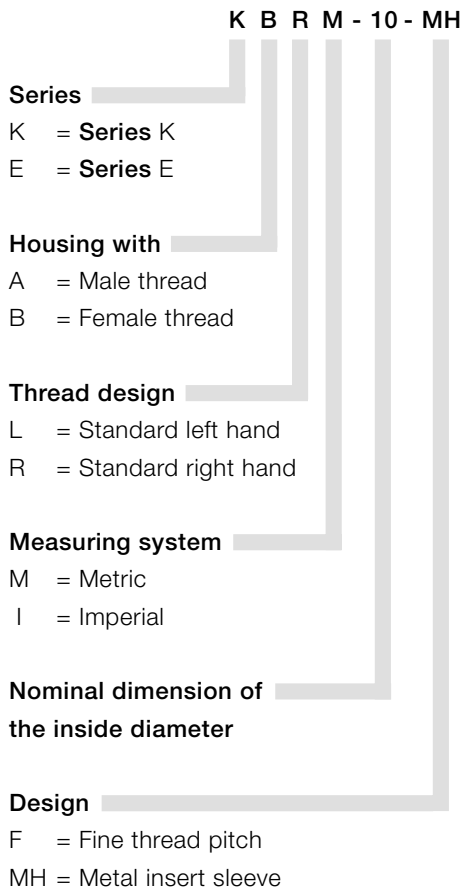 K B R M - 10 - MH
Series
K = Series K
E = Series E
Housing with
A = Male thread
B = Female thread
Thread design
L = Standard left hand
R = Standard right hand
Measuring system
M = Metric
I = Imperial
Nominal dimension of
the inside diameter
Design
F = Fine thread pitch
MH = Metal insert sleeve